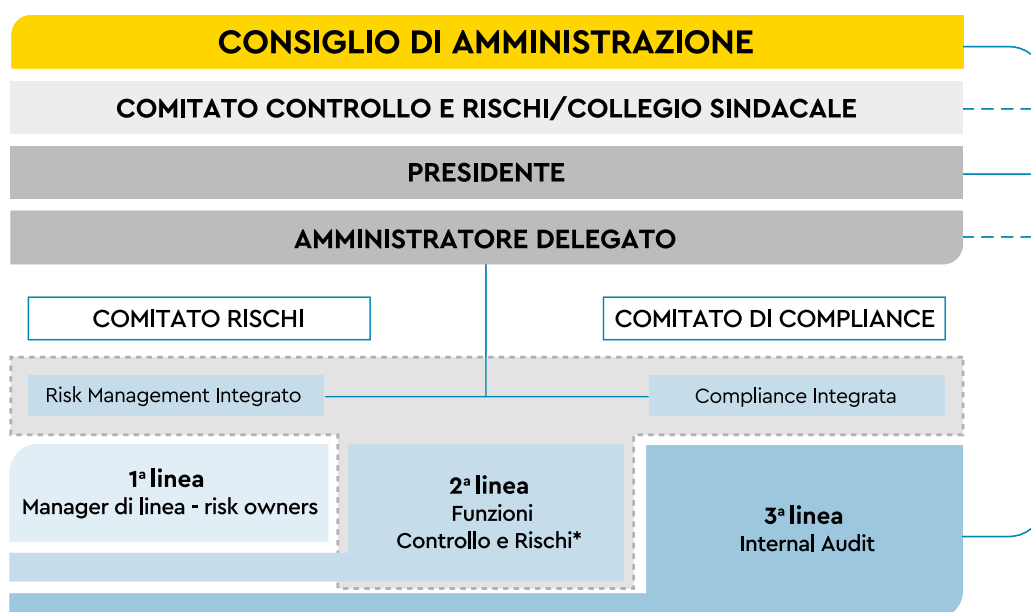 CONSIGLIO DI AMMINISTRAZIONE
COMITATO CONTROLLO E RISCHI/COLLEGIO SINDACALE
PRESIDENTE
AMMINISTRATORE DELEGATO
COMITATO RISCHI
COMITATO DI COMPLIANCE
Risk Management Integrato
Compliance Integrata
1ª linea
Manager di linea - risk owners
2ª linea
Funzioni
Controllo e Rischi*
3ª linea
Internal Audit